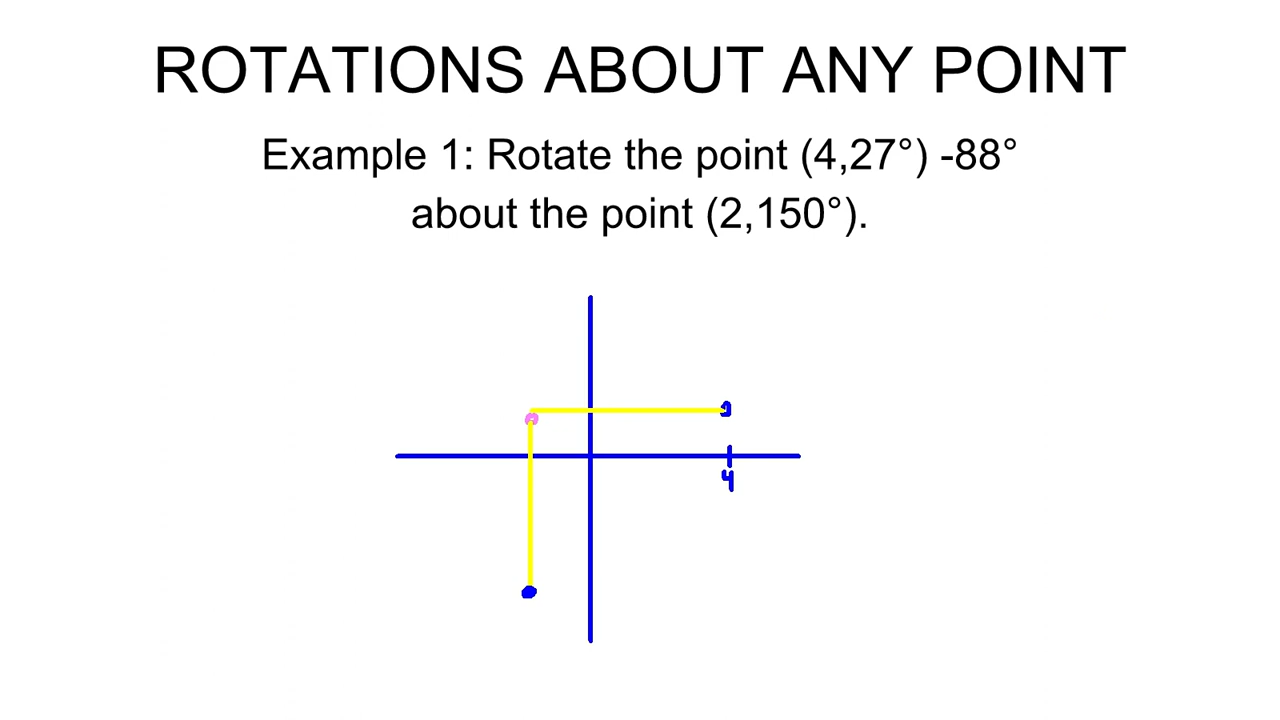 ROTATIONS ABOUT ANY POINT
Example 1: Rotate the point (4,27°) -88°
about the point (2,150°).
4